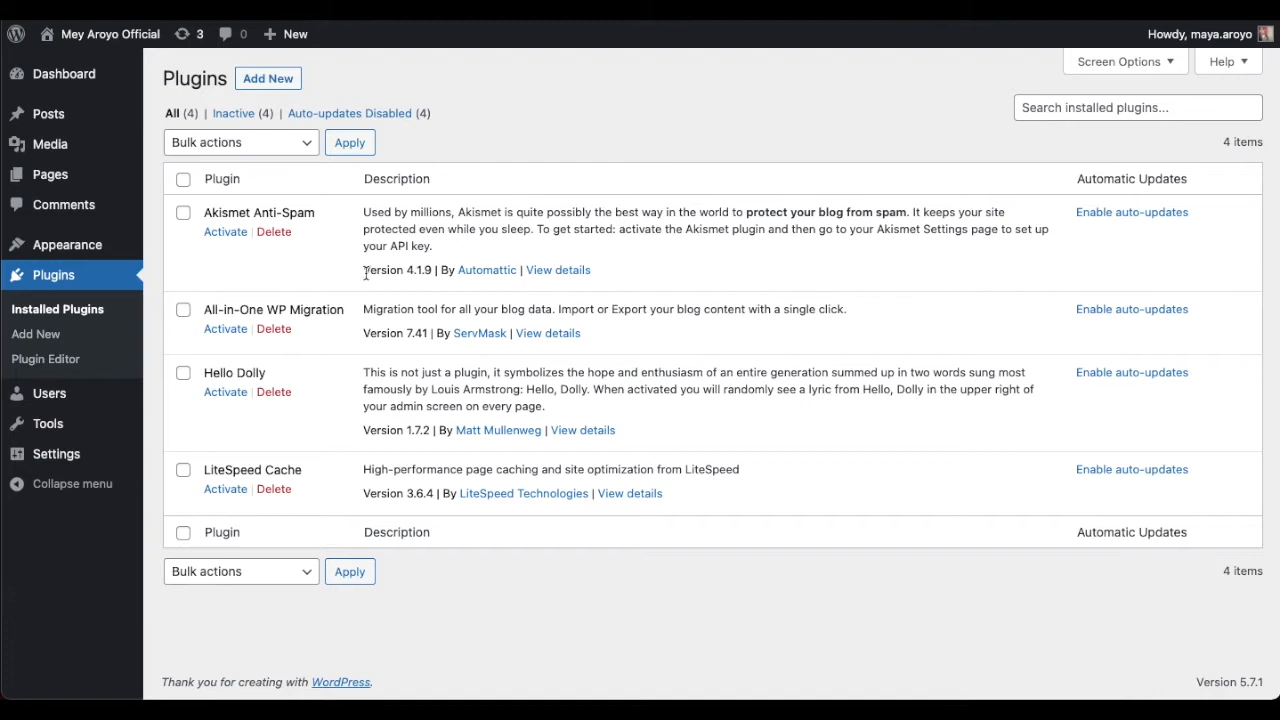 Mey Aroyo Official 3 0 New Howdy, maya.aroyo
Screen Options Help
Dashboard
Posts
Media
Pages
Comments
Appearance
Plugins
Installed Plugins
Add New
Plugin Editor
Users
Tools
Settings
Collapse menu
Plugins Add New
All (4) | Inactive (4) | Auto-updates Disabled (4)
Search installed plugins...
Bulk actions Apply 4 items
Plugin Description Automatic Updates
Akismet Anti-Spam
Activate | Delete
Used by millions, Akismet is quite possibly the best way in the world to protect your blog from spam. It keeps your site
protected even while you sleep. To get started: activate the Akismet plugin and then go to your Akismet Settings page to set up
your API key.
Version 4.1.9 | By Automattic | View details
Enable auto-updates
All-in-One WP Migration
Activate | Delete
Migration tool for all your blog data. Import or Export your blog content with a single click.
Version 7.41 | By ServMask | View details
Enable auto-updates
Hello Dolly
Activate | Delete
This is not just a plugin, it symbolizes the hope and enthusiasm of an entire generation summed up in two words sung most
famously by Louis Armstrong: Hello, Dolly. When activated you will randomly see a lyric from Hello, Dolly in the upper right of
your admin screen on every page.
Version 1.7.2 | By Matt Mullenweg | View details
Enable auto-updates
LiteSpeed Cache
Activate | Delete
High-performance page caching and site optimization from LiteSpeed
Version 3.6.4 | By LiteSpeed Technologies | View details
Enable auto-updates
Plugin Description Automatic Updates
Bulk actions Apply 4 items
Thank you for creating with WordPress. Version 5.7.1